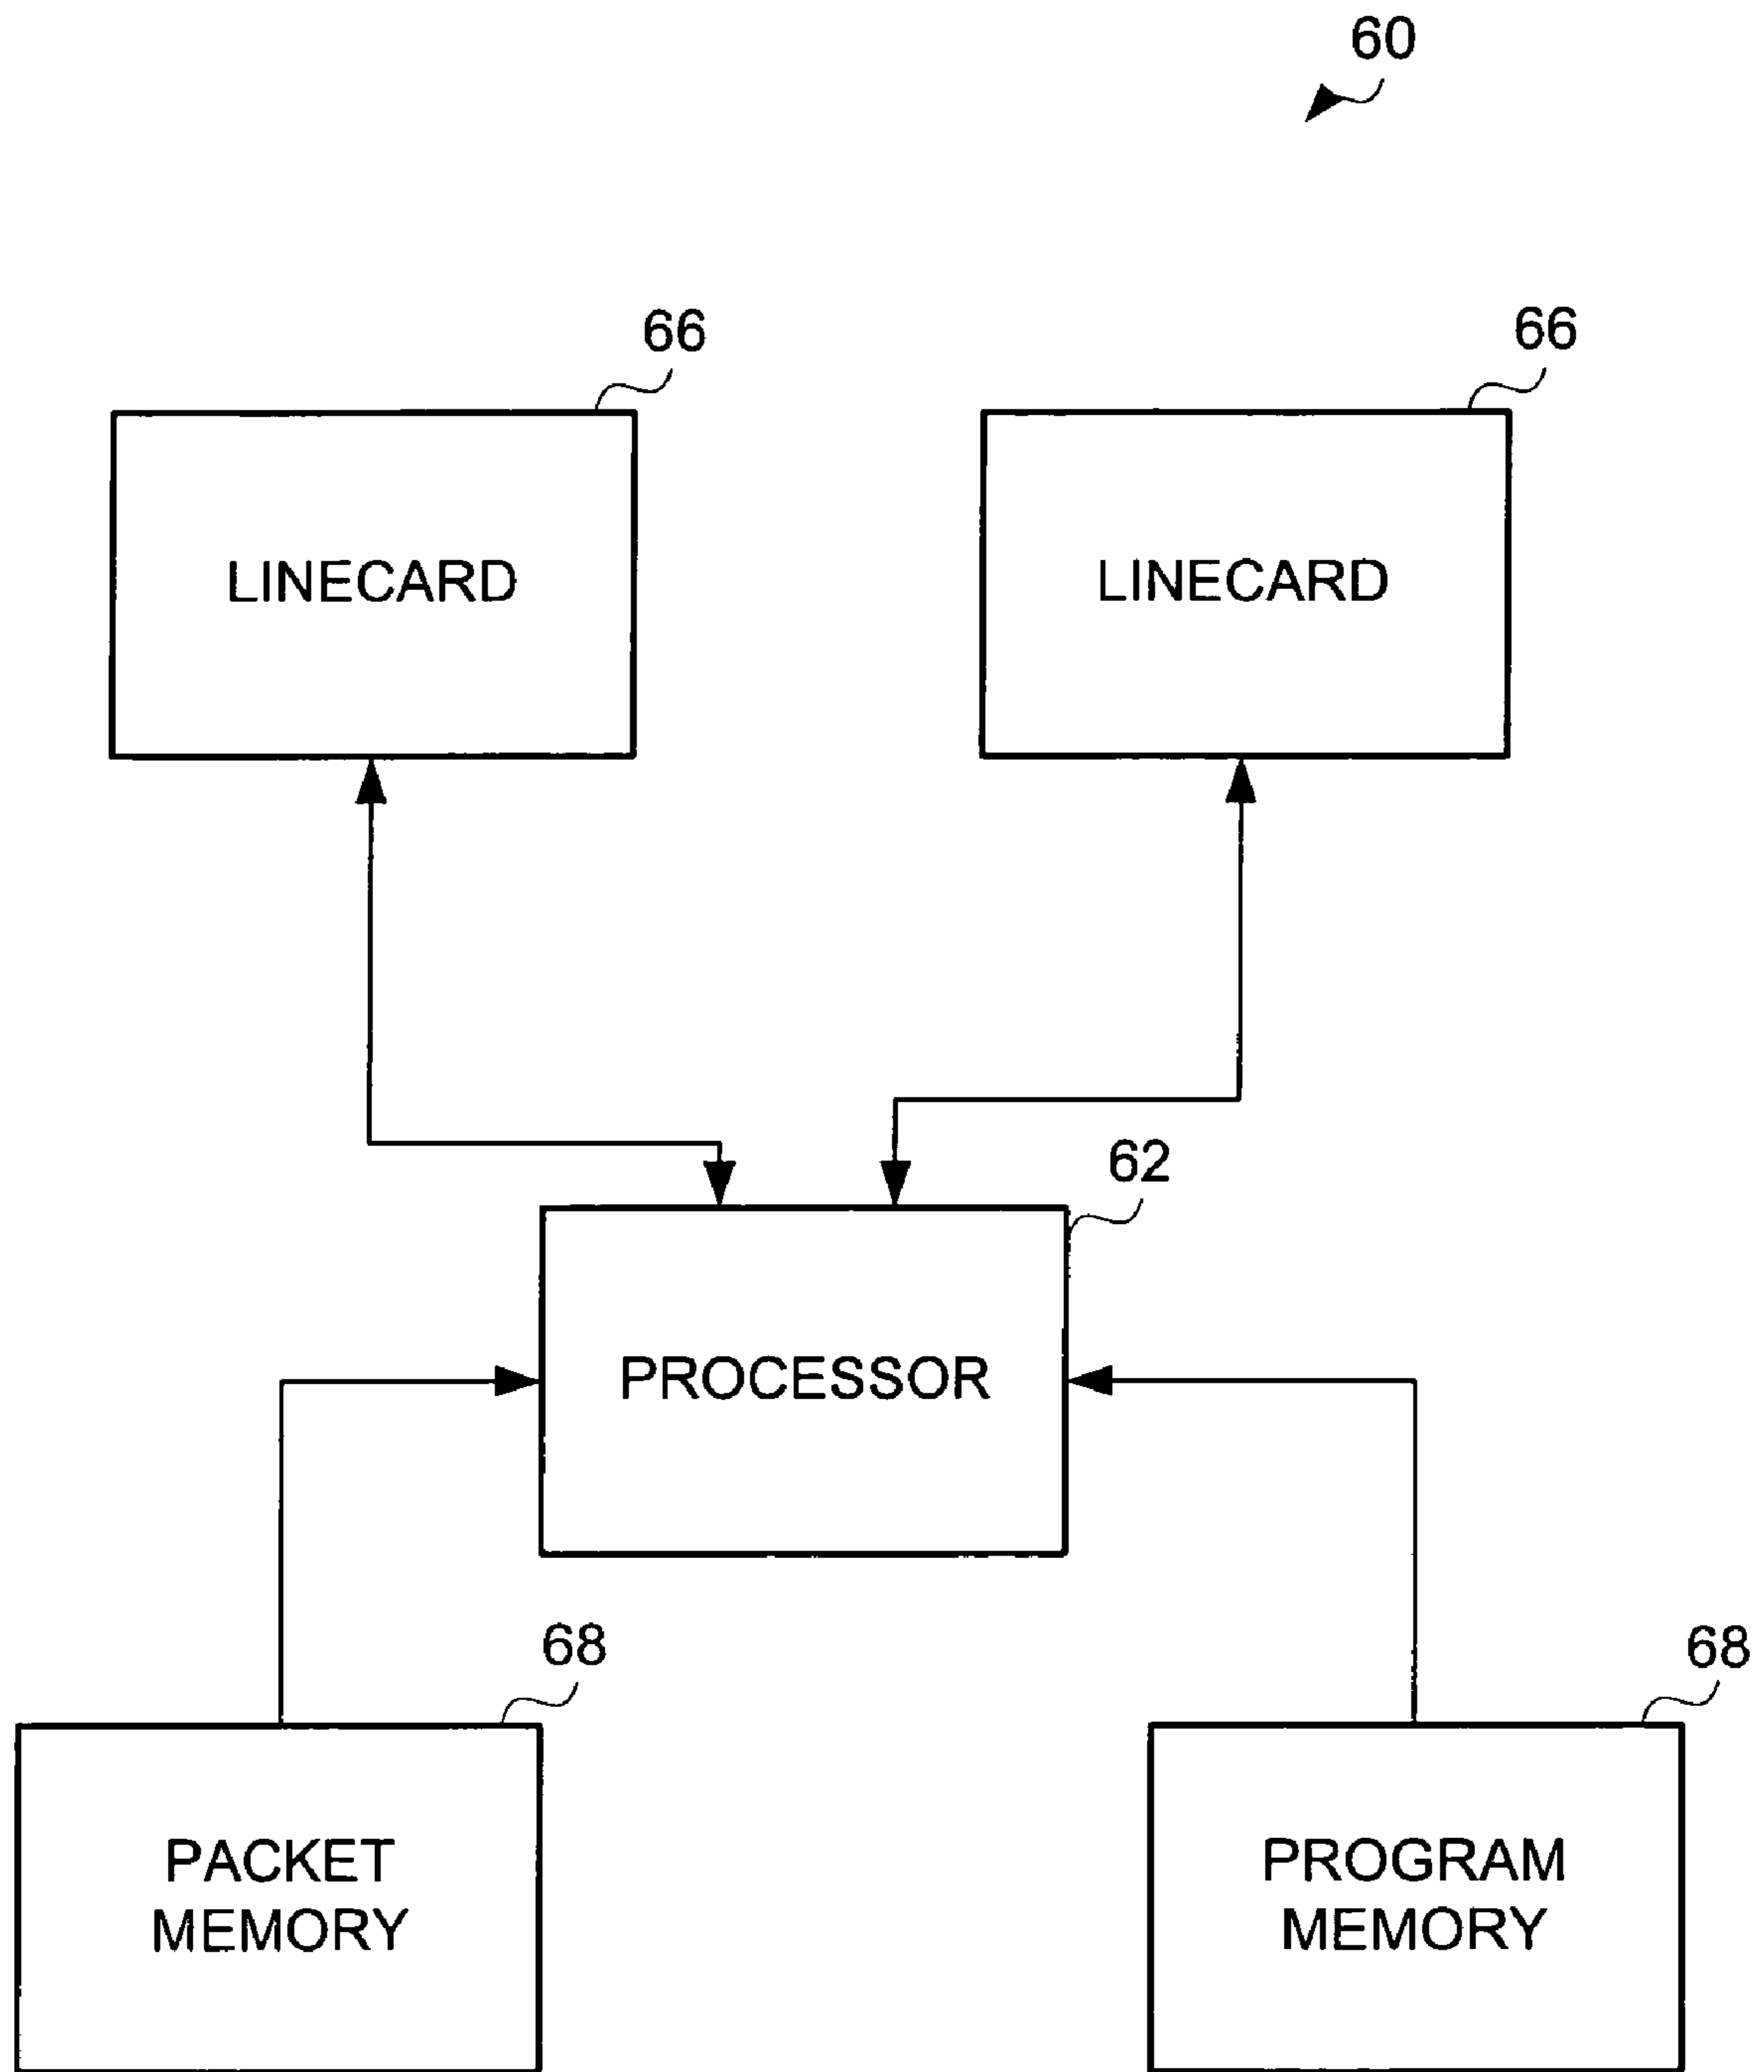 60
66
66
LINECARD
LINECARD
62
PROCESSOR
68
68
PACKET
MEMORY
PROGRAM
MEMORY